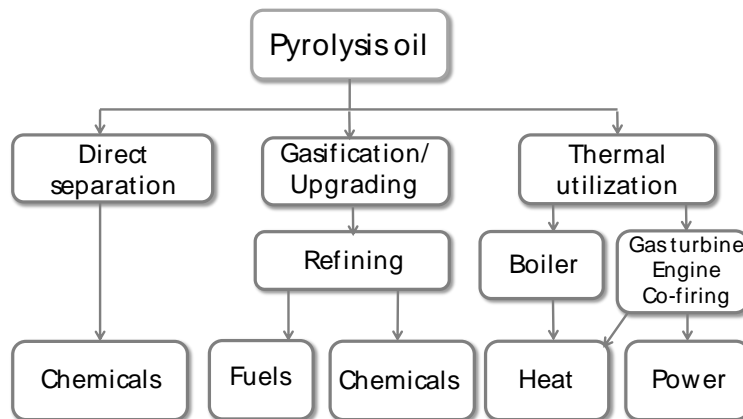 Pyrolysis oil
Direct
separation
Gasification/
Upgrading
Thermal
utilization
Refining
Boiler
Gas turbine
Engine
Co-firing
Chemicals
Fuels
Chemicals
Heat
Power